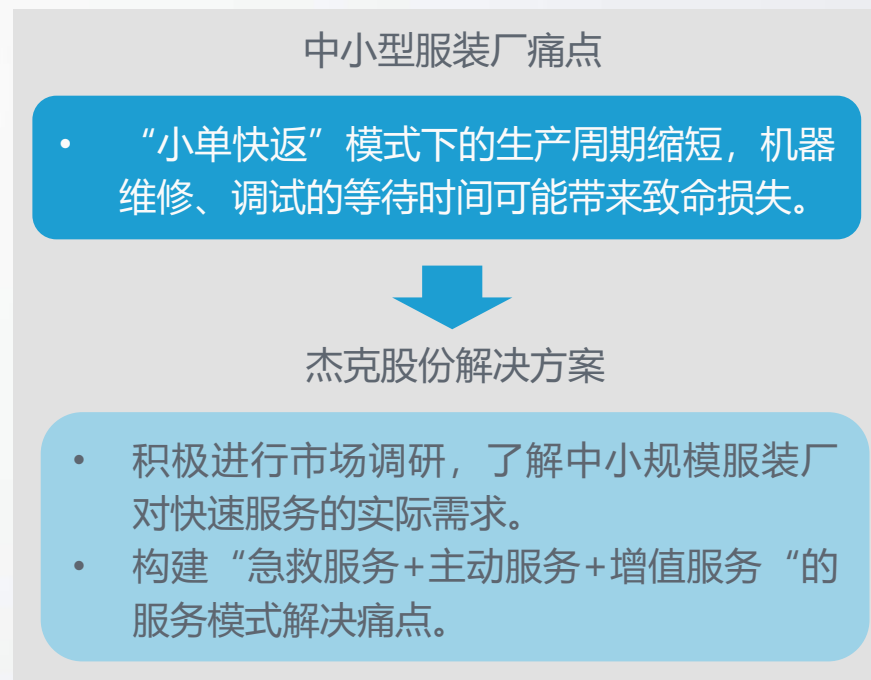 中小型服装厂痛点
• “小单快返”模式下的生产周期缩短，机器
维修、调试的等待时间可能带来致命损失。
杰克股份解决方案
• 积极进行市场调研，了解中小规模服装厂
对快速服务的实际需求。
• 构建“急救服务+主动服务+增值服务“的
服务模式解决痛点。